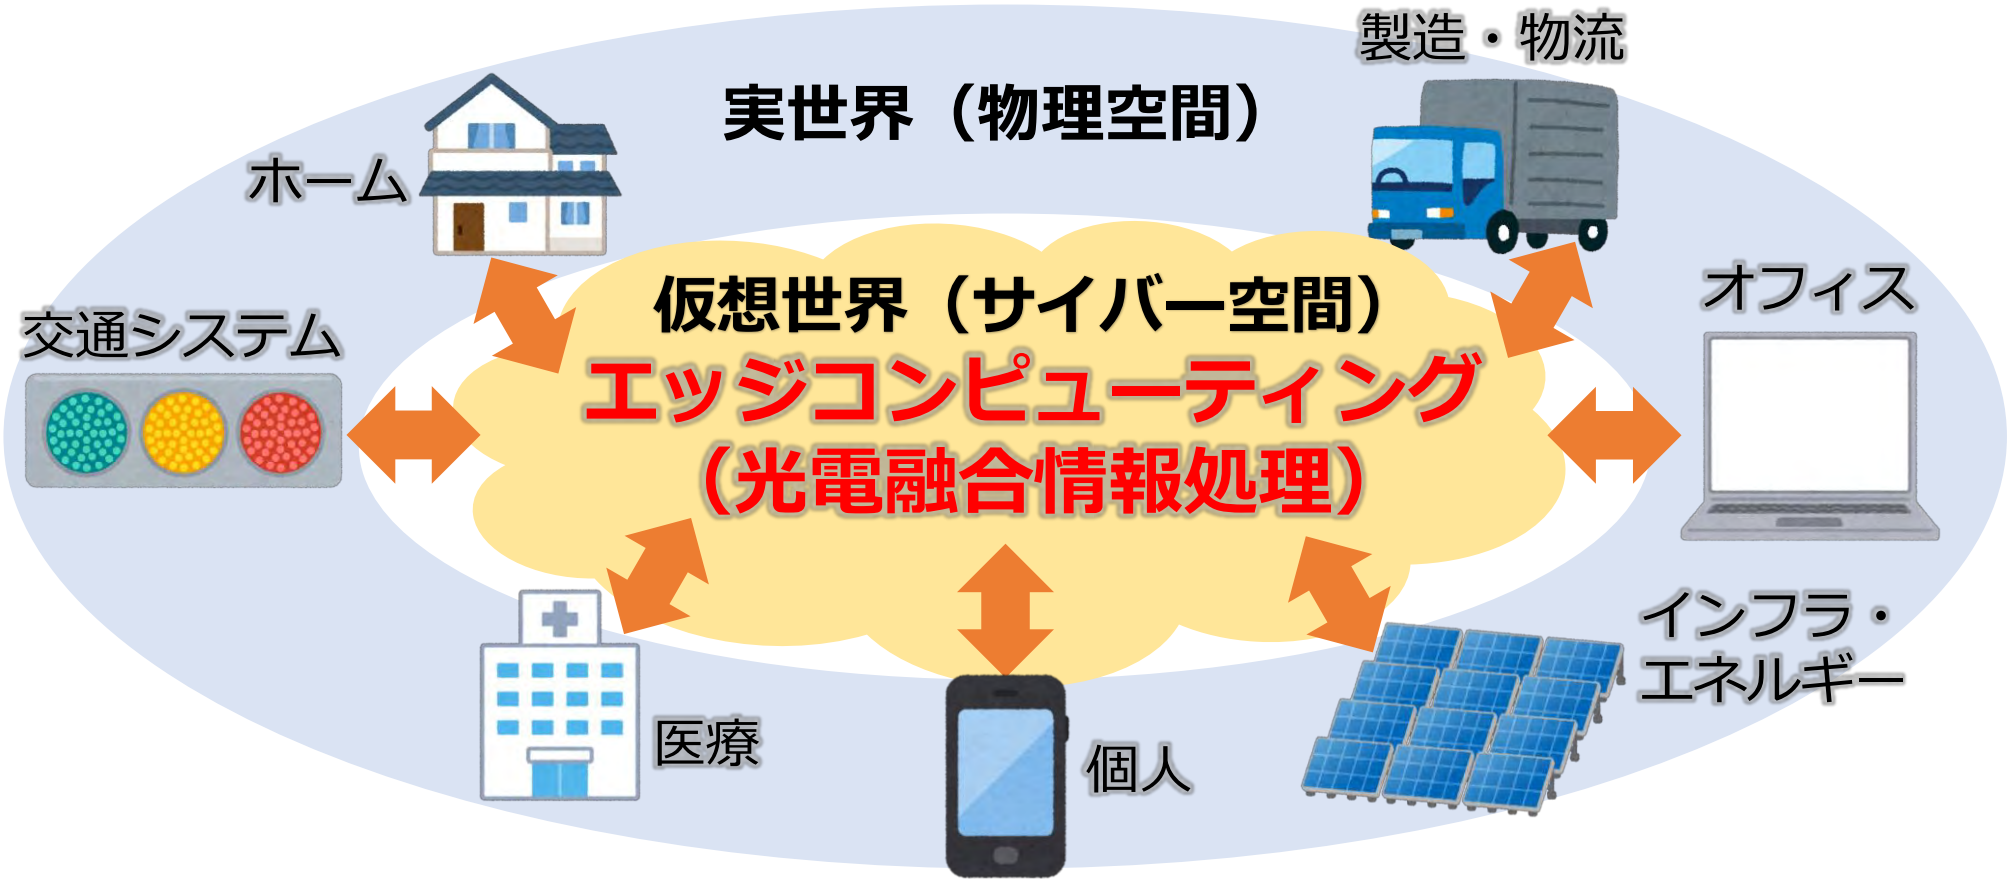 製造・物流
実世界（物理空間）
ホーム
仮想世界（サイバー空間）
オフィス
交通システム
エッジコンピューティング
（光電融合情報処理）
インフラ・
エネルギー
医療
個人